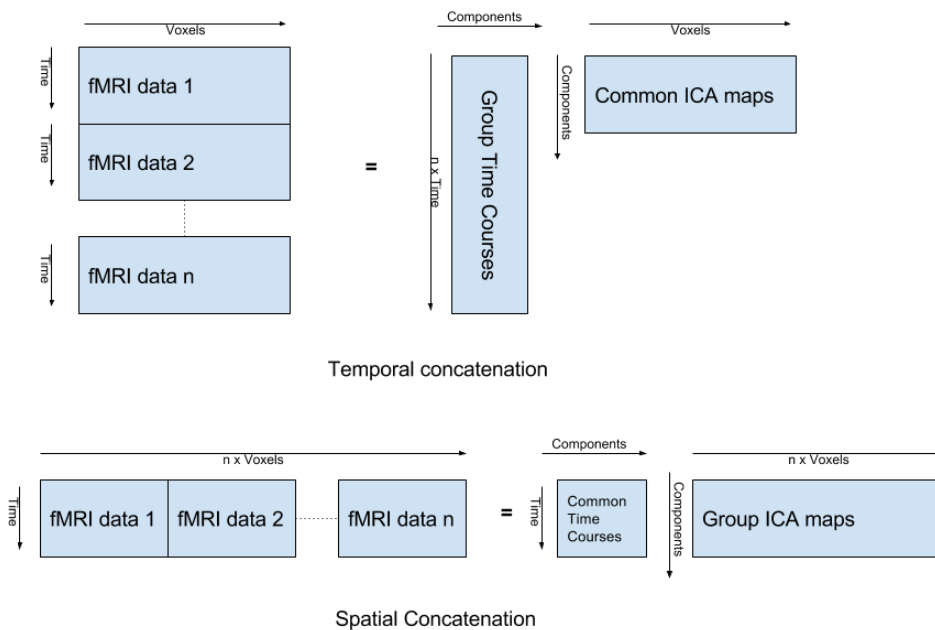 Voxels
Components
Voxels
Time
fMRI data 1
Time
fMRI data 2
Time
fMRI data n
=
n x Time
Group Time Courses
Components
Common ICA maps
Temporal concatenation
n x Voxels
Components
n x Voxels
Time
fMRI data 1
fMRI data 2
fMRI data n
=
Time
Common
Time
Courses
Components
Group ICA maps
Spatial Concatenation